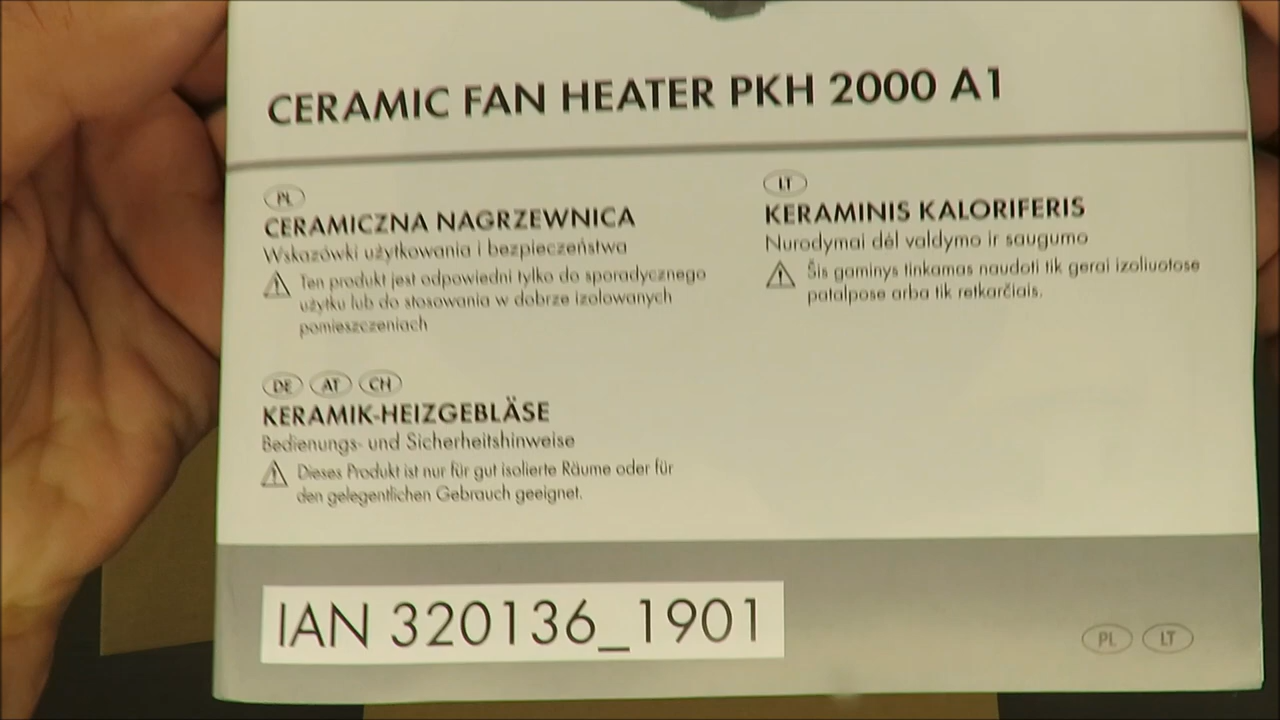 CERAMIC FAN HEATER PKH 2000 A1
PL
CERAMICZNA NAGRZEWNICA
Wskazówki użytkowania i bezpieczeństwa
Ten produkt jest odpowiedni tylko do sporadycznego
użytku lub do stosowania w dobrze izolowanych
pomieszczeniach
LT
KERAMINIS KALORIFERIS
Nurodymai dėl valdymo ir saugumo
Šis gaminys tinkamas naudoti tik gerai izoliuotose
patalpose arba tik retkarčiais.
DE AT CH
KERAMIK-HEIZGEBLÄSE
Bedienungs- und Sicherheitshinweise
Dieses Produkt ist nur für gut isolierte Räume oder für
den gelegentlichen Gebrauch geeignet.
IAN 320136_1901
PL LT